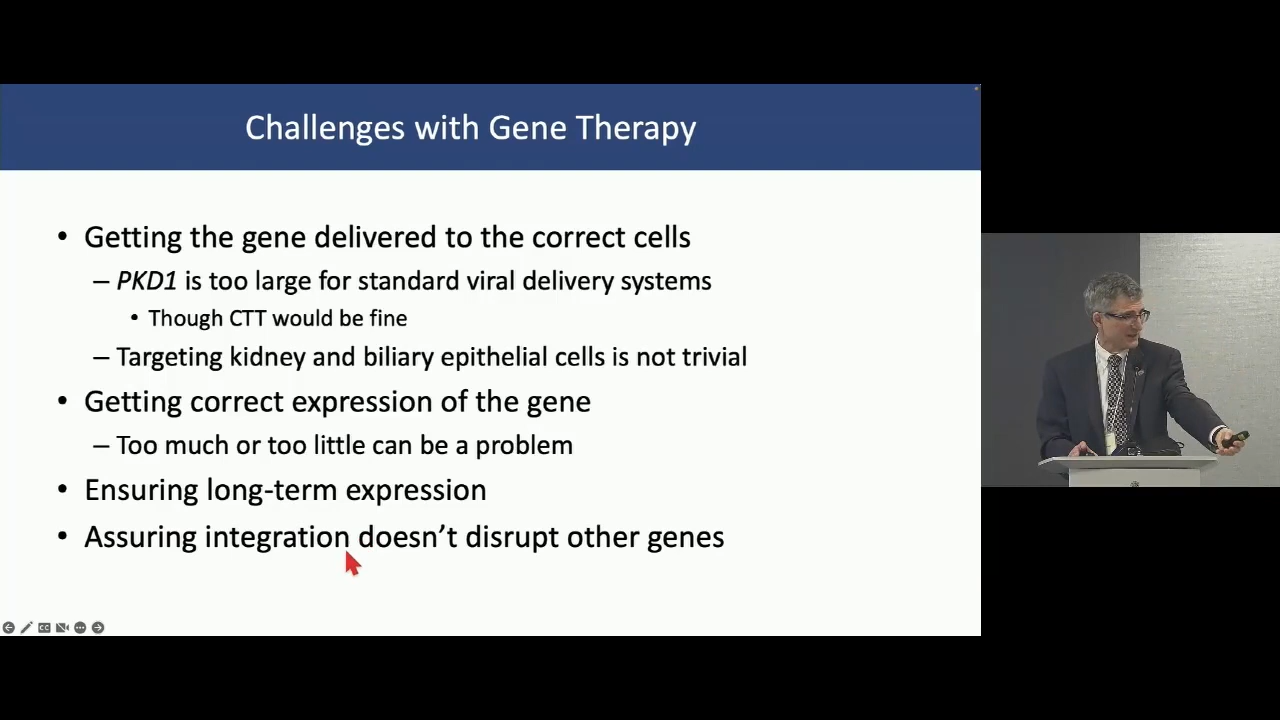 Challenges with Gene Therapy
• Getting the gene delivered to the correct cells
– PKD1 is too large for standard viral delivery systems
• Though CTT would be fine
– Targeting kidney and biliary epithelial cells is not trivial
• Getting correct expression of the gene
– Too much or too little can be a problem
• Ensuring long-term expression
• Assuring integration doesn’t disrupt other genes